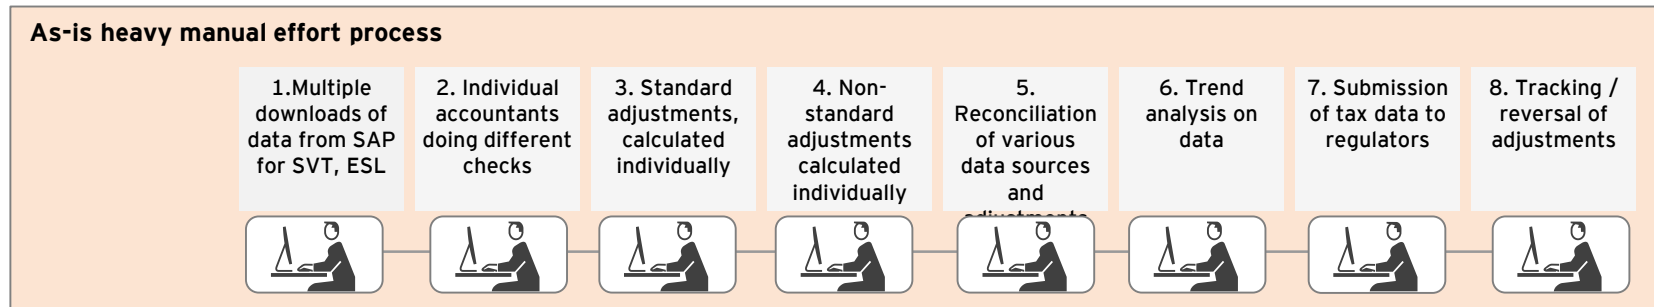 As-is heavy manual effort process
1.Multiple
downloads of
data from SAP
for SVT, ESL
2. Individual
accountants
doing different
checks
3. Standard
adjustments,
calculated
individually
4. Non-
standard
adjustments
calculated
individually
5.
Reconciliation
of various
data sources
and
adjustments
6. Trend
analysis on
data
7. Submission
of tax data to
regulators
8. Tracking /
reversal of
adjustments